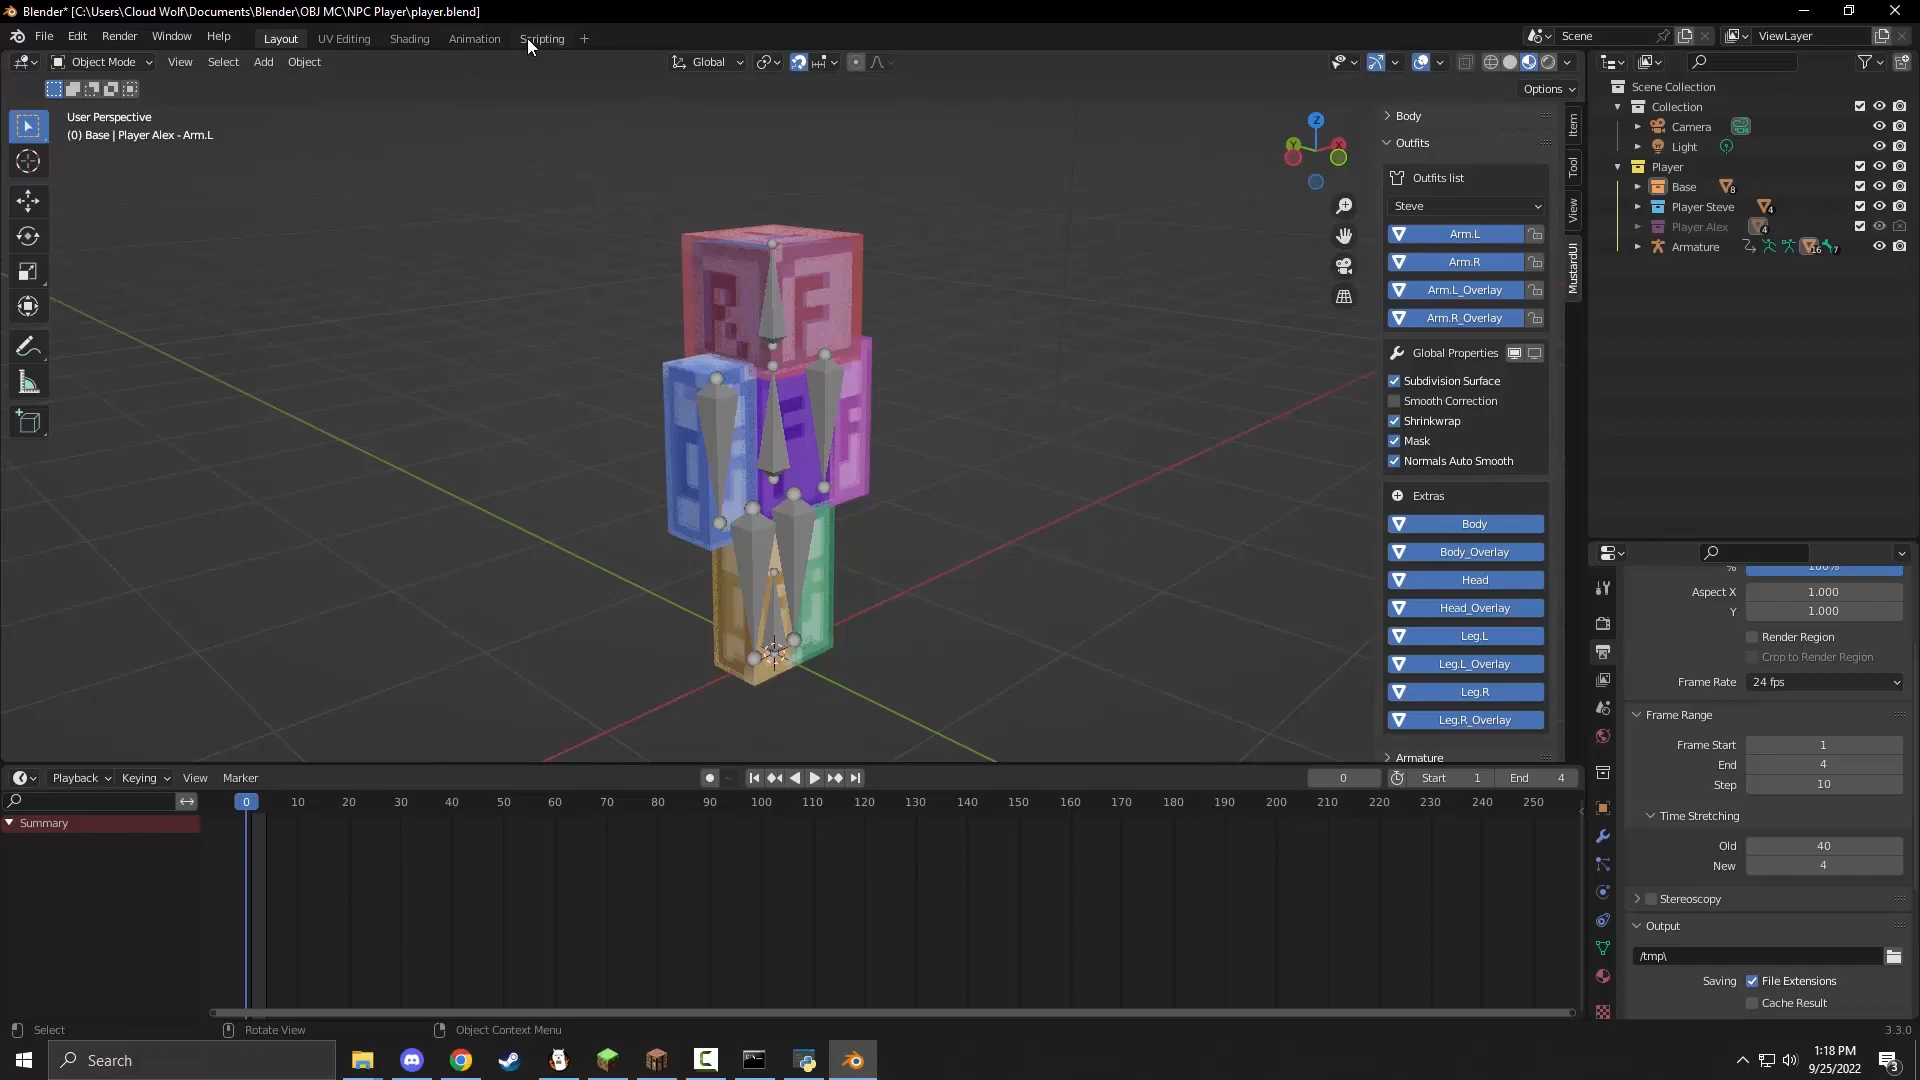 Blender* [C:\Users\Cloud Wolf\Documents\Blender\OBJ MC\NPC Player\player.blend]
File Edit Render Window Help Layout UV Editing Shading Animation Scripting +
Scene ViewLayer
Object Mode View Select Add Object Global
Options
User Perspective
(0) Base | Player Alex - Arm.L
Z
Y
X
R
F
Body
Outfits
Outfits list
Steve
Arm.L
Arm.R
Arm.L_Overlay
Arm.R_Overlay
Global Properties
Subdivision Surface
Smooth Correction
Shrinkwrap
Mask
Normals Auto Smooth
Extras
Body
Body_Overlay
Head
Head_Overlay
Leg.L
Leg.L_Overlay
Leg.R
Leg.R_Overlay
Armature
Item
Tool
View
MustardUI
Scene Collection
Collection
Camera
Light
Player
Base 8
Player Steve 4
Player Alex 4
Armature 16 7
% 100%
Aspect X 1.000
Y 1.000
Render Region
Crop to Render Region
Frame Rate 24 fps
Frame Range
Frame Start 1
End 4
Step 10
Time Stretching
Old 40
New 4
Stereoscopy
Output
/tmp\
Saving File Extensions
Cache Result
Playback Keying View Marker
0 Start 1 End 4
0 10 20 30 40 50 60 70 80 90 100 110 120 130 140 150 160 170 180 190 200 210 220 230 240 250
Summary
Select Rotate View Object Context Menu
3.3.0
Search
1:18 PM
9/25/2022
3